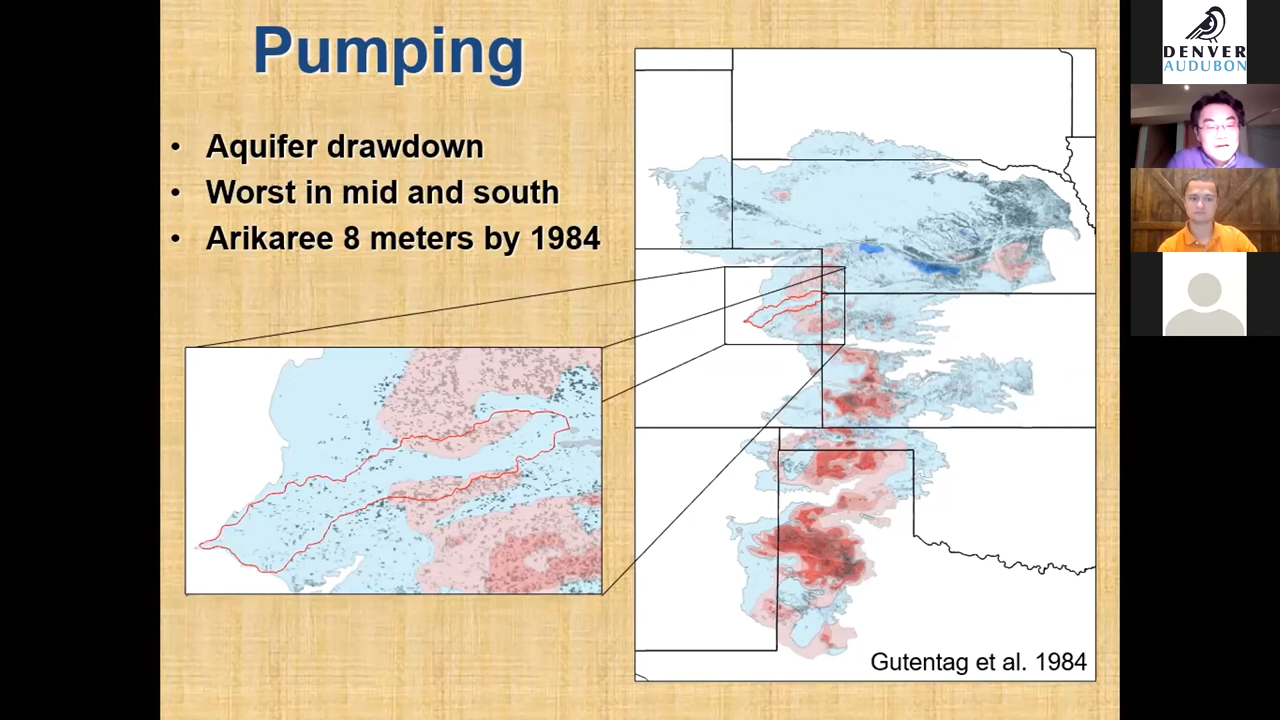 Pumping
• Aquifer drawdown
• Worst in mid and south
• Arikaree 8 meters by 1984
Gutentag et al. 1984
DENVER
AUDUBON